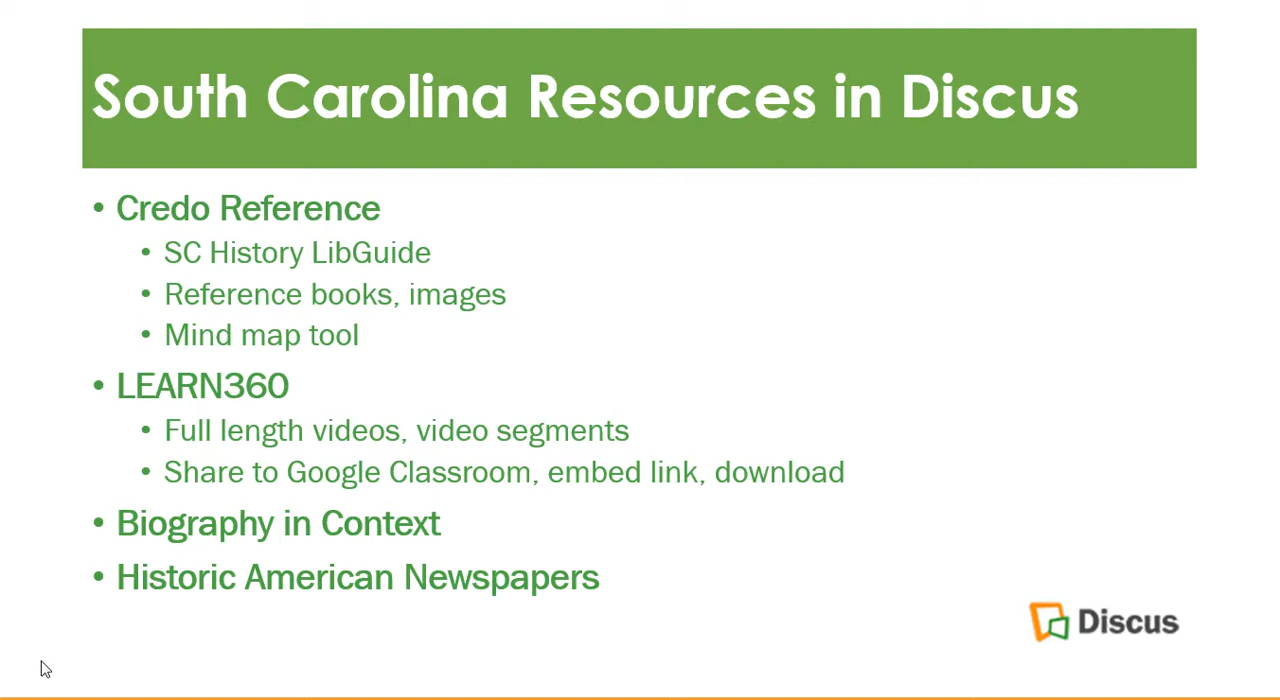 South Carolina Resources in Discus
• Credo Reference
• SC History LibGuide
• Reference books, images
• Mind map tool
• LEARN360
• Full length videos, video segments
• Share to Google Classroom, embed link, download
• Biography in Context
• Historic American Newspapers
Discus